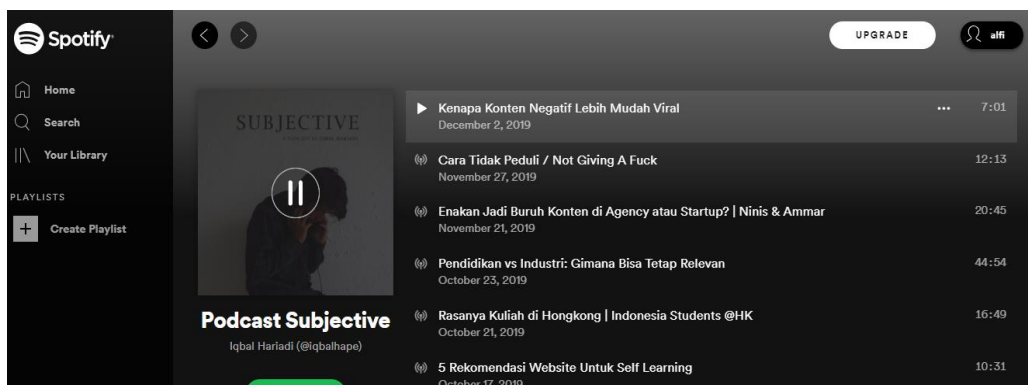 Spotify
UPGRADE
alfi
Home
Search
Your Library
PLAYLISTS
Create Playlist
SUBJECTIVE
Podcast Subjective
Iqbal Hariadi (@iqbalhape)
Kenapa Konten Negatif Lebih Mudah Viral
7:01
December 2, 2019
Cara Tidak Peduli / Not Giving A Fuck
12:13
November 27, 2019
Enakan Jadi Buruh Konten di Agency atau Startup? | Ninis & Ammar
20:45
November 21, 2019
Pendidikan vs Industri: Gimana Bisa Tetap Relevan
44:54
October 23, 2019
Rasanya Kuliah di Hongkong | Indonesia Students @HK
16:49
October 21, 2019
5 Rekomendasi Website Untuk Self Learning
10:31
October 17, 2019